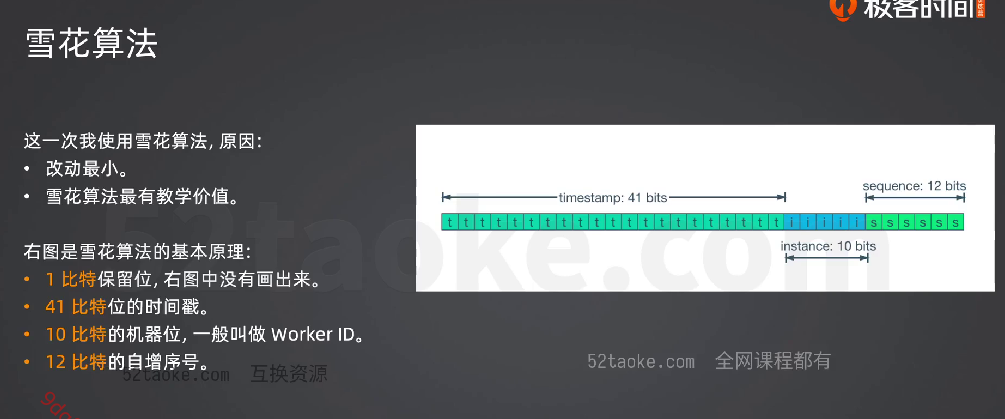 极客时间
雪花算法
这一次我使用雪花算法，原因：
• 改动最小。
• 雪花算法最有教学价值。
右图是雪花算法的基本原理：
• 1 比特保留位，右图中没有画出来。
• 41 比特位的时间戳。
• 10 比特的机器位，一般叫做 Worker ID。
• 12 比特的自增序号。
timestamp: 41 bits
sequence: 12 bits
t t t t t t t t t t t t t t t t t t t t t i i i i i s s s s s s
instance: 10 bits
52taoke.com
52taoke.com 互换资源
52taoke.com 全网课程都有